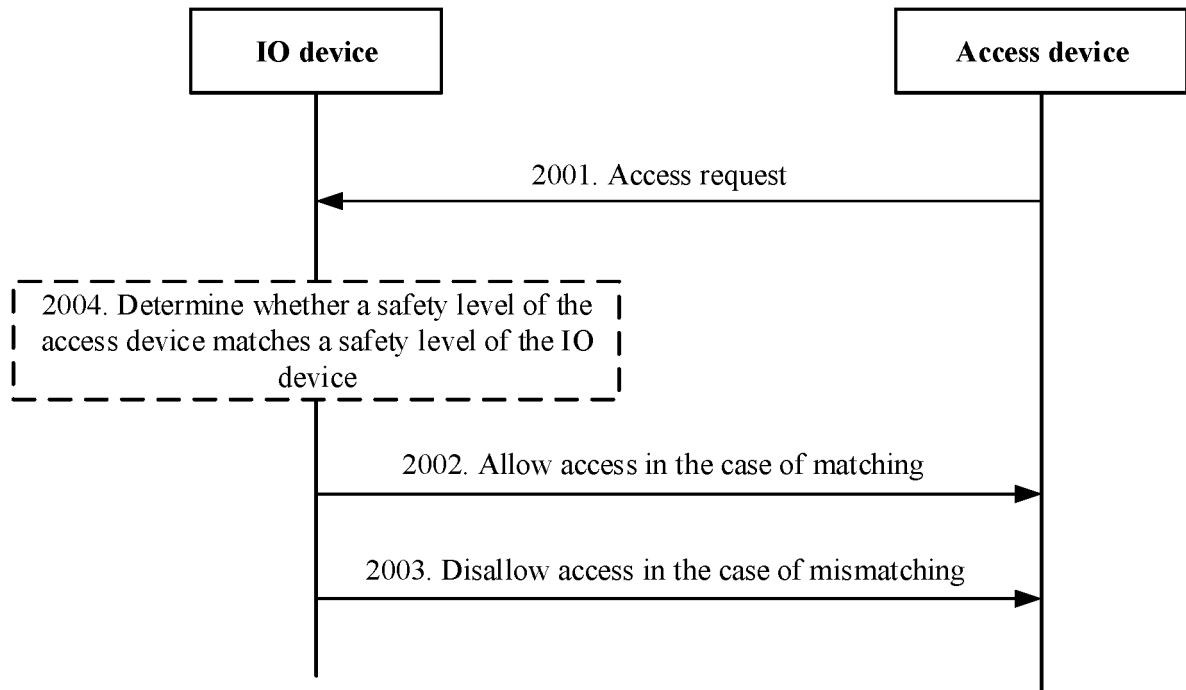 IO device
Access device
2001. Access request
2004. Determine whether a safety level of the
access device matches a safety level of the IO
device
2002. Allow access in the case of matching
2003. Disallow access in the case of mismatching